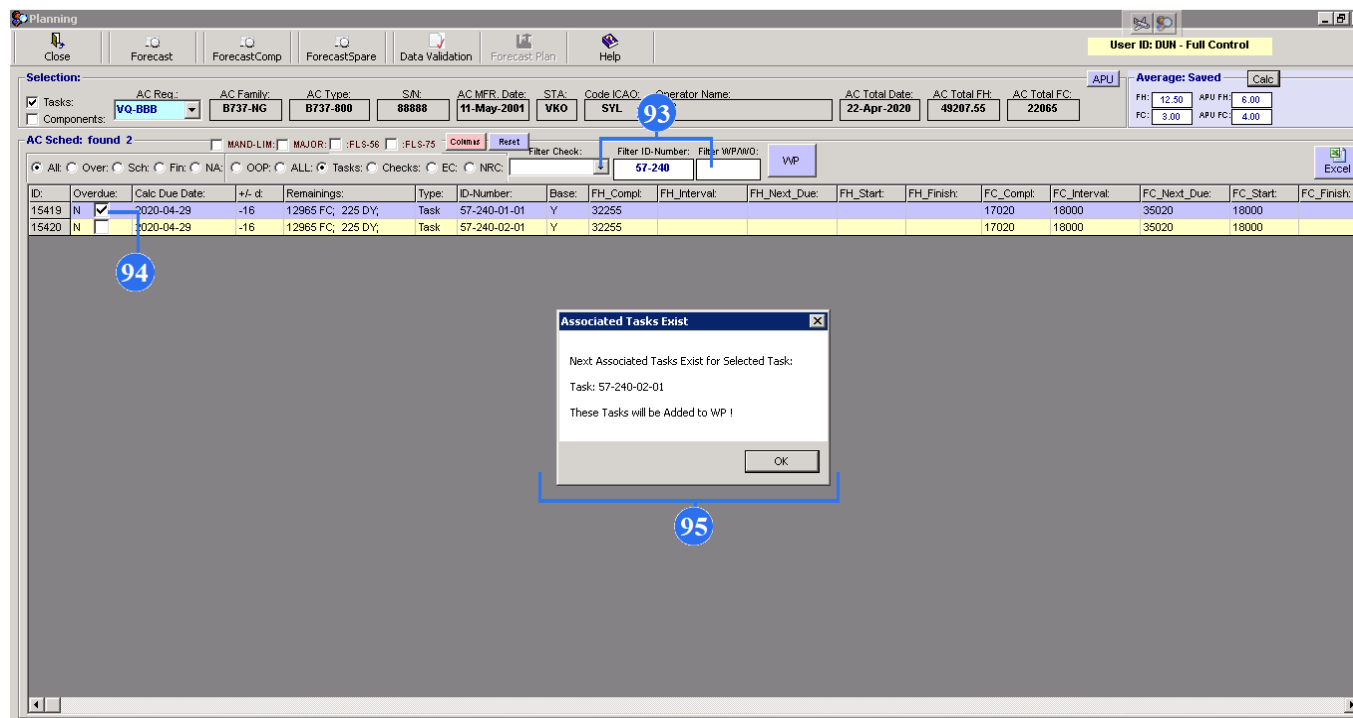 Planning
Close Forecast ForecastComp ForecastSpare Data Validation Forecast Plan Help
User ID: DUN - Full Control
Selection:
APU Average: Saved Calc
AC Reg.: AC Family: AC Type: S/N: AC MFR. Date: STA: Code ICAO: Operator Name: AC Total Date: AC Total FH: AC Total FC:
Tasks: VQ-BBB B737-NG B737-800 88888 11-May-2001 VKO SYL 22-Apr-2020 49207.55 22065
Components:
FH: 12.50 APU FH: 6.00
FC: 3.00 APU FC: 4.00
93
AC Sched: found 2 MAND-LIM: MAJOR: :FLS-56 :FLS-75 Columns Reset
Filter Check: Filter ID-Number: Filter WP/WO:
All: Over: Sch: Fin: NA: OOP: ALL: Tasks: Checks: EC: NRC: 57-240 WP Excel
ID: Overdue: Calc Due Date: +/- d: Remainings: Type: ID-Number: Base: FH_Compl: FH_Interval: FH_Next_Due: FH_Start: FH_Finish: FC_Compl: FC_Interval: FC_Next_Due: FC_Start: FC_Finish:
15419 N 2020-04-29 -16 12965 FC; 225 DY; Task 57-240-01-01 Y 32255 17020 18000 35020 18000
15420 N 2020-04-29 -16 12965 FC; 225 DY; Task 57-240-02-01 Y 32255 17020 18000 35020 18000
94
Associated Tasks Exist
Next Associated Tasks Exist for Selected Task:
Task: 57-240-02-01
These Tasks will be Added to WP !
OK
95